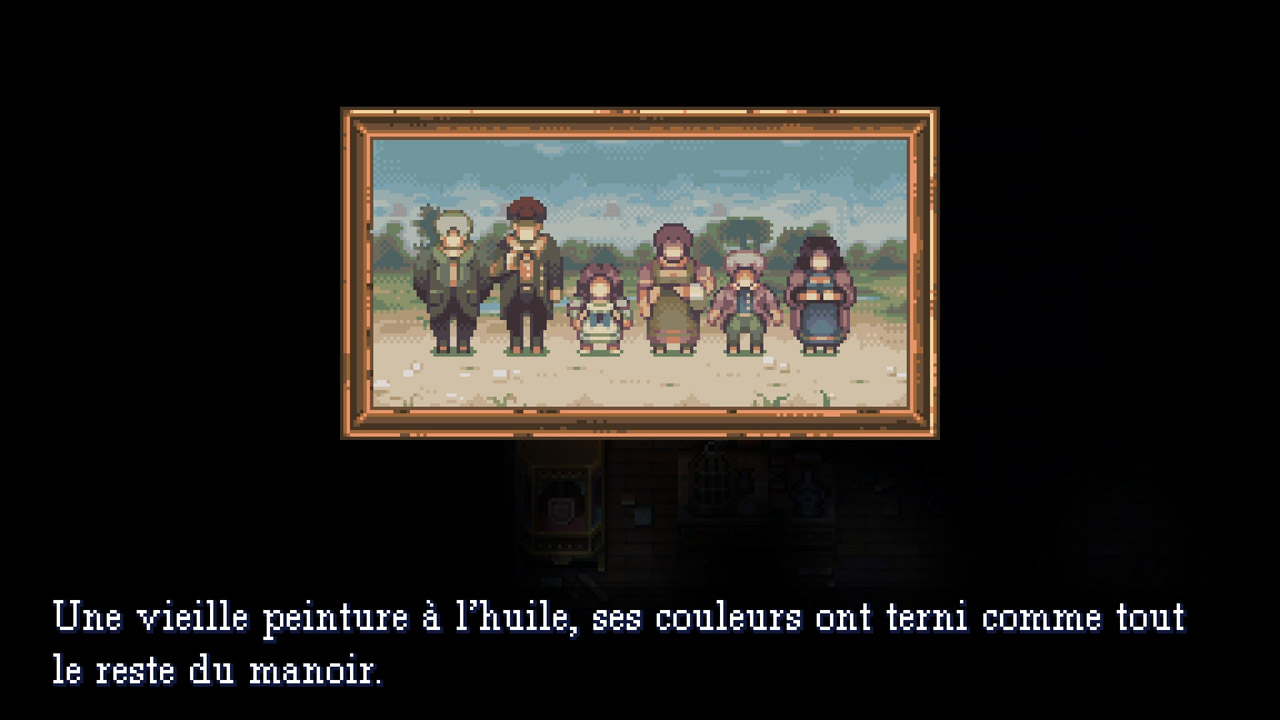 Une vieille peinture à l'huile, ses couleurs ont terni comme tout
le reste du manoir.